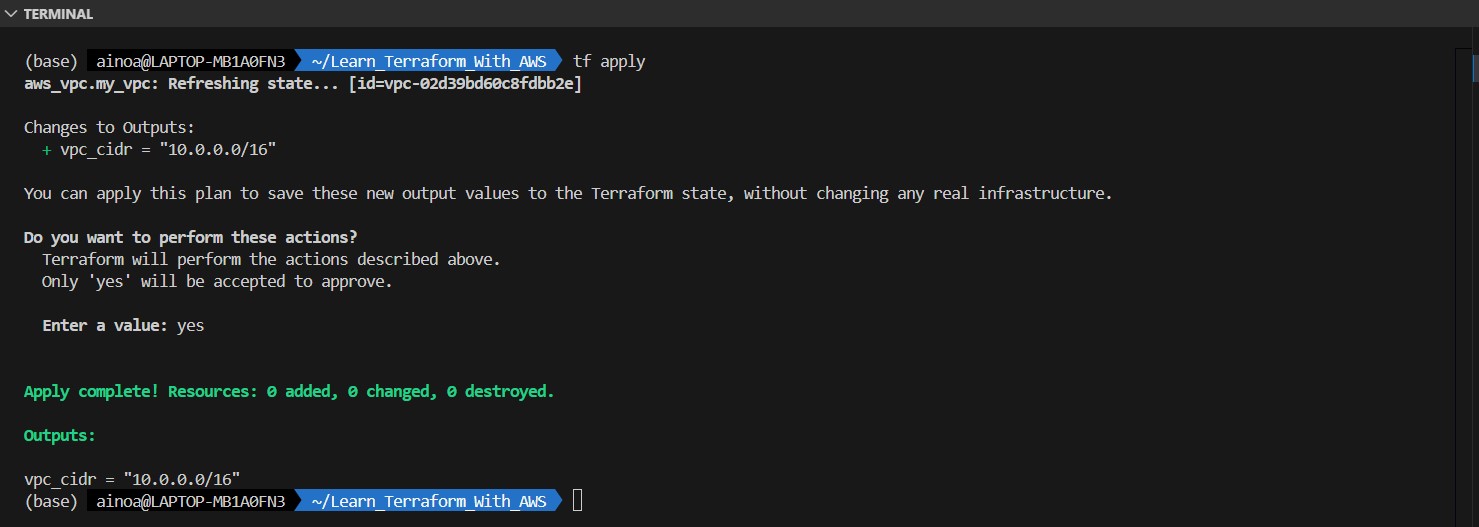 TERMINAL
(base) ainoa@LAPTOP-MB1A0FN3 ~/Learn_Terraform_With_AWS tf apply
aws_vpc.my_vpc: Refreshing state... [id=vpc-02d39bd60c8fdbb2e]
Changes to Outputs:
+ vpc_cidr = "10.0.0.0/16"
You can apply this plan to save these new output values to the Terraform state, without changing any real infrastructure.
Do you want to perform these actions?
Terraform will perform the actions described above.
Only 'yes' will be accepted to approve.
Enter a value: yes
Apply complete! Resources: 0 added, 0 changed, 0 destroyed.
Outputs:
vpc_cidr = "10.0.0.0/16"
(base) ainoa@LAPTOP-MB1A0FN3 ~/Learn_Terraform_With_AWS